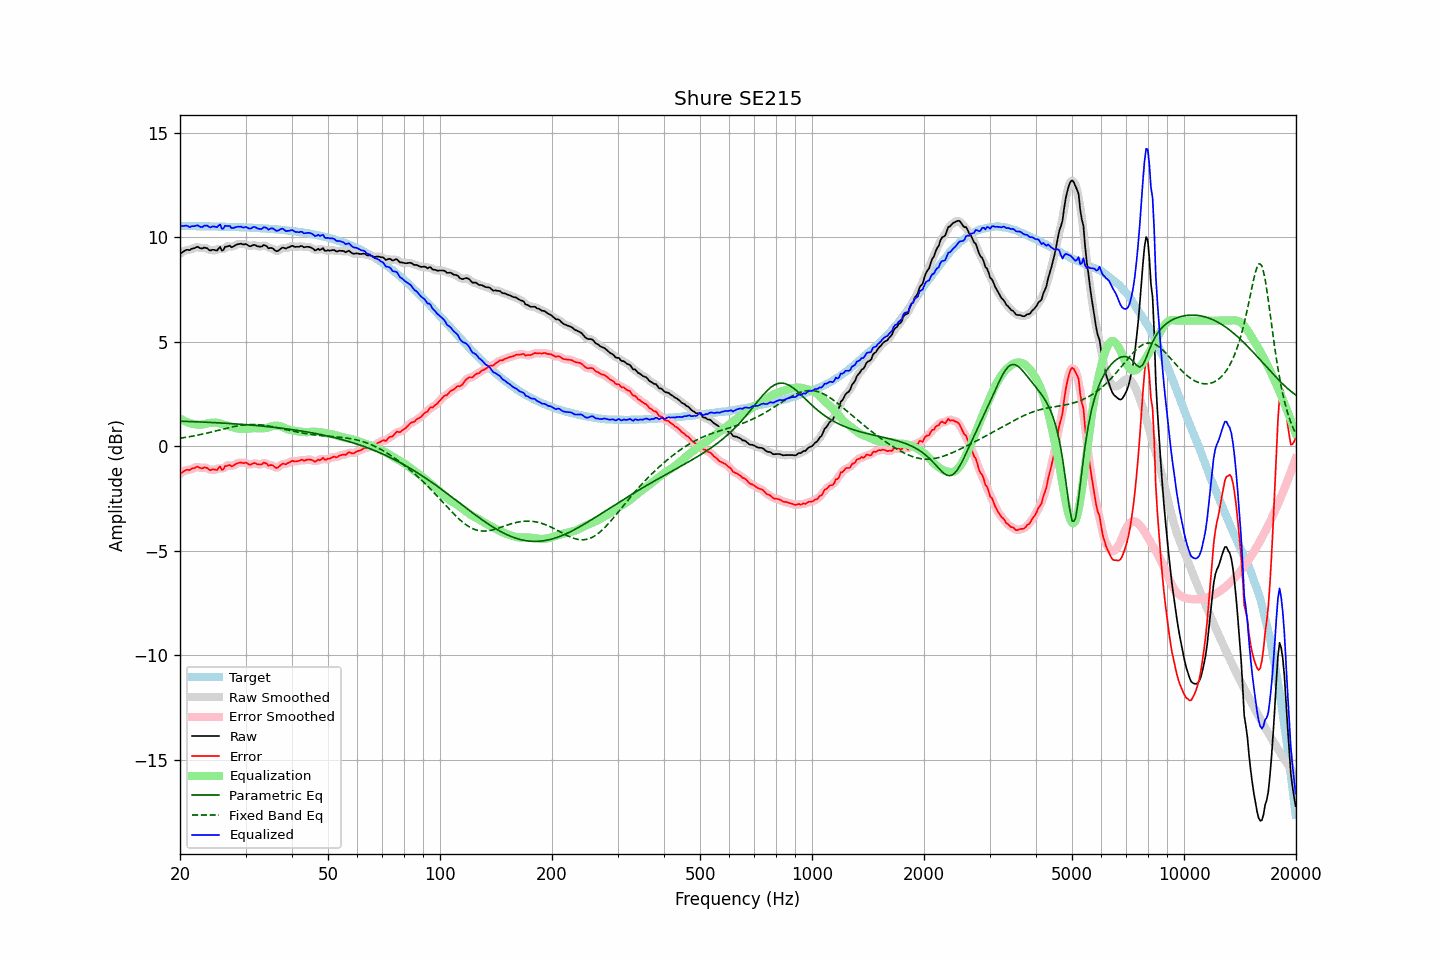 Shure SE215
Amplitude (dBr)
15
10
5
0
−5
−10
−15
Target
Raw Smoothed
Error Smoothed
Raw
Error
Equalization
Parametric Eq
Fixed Band Eq
Equalized
20 50 100 200 500 1000 2000 5000 10000 20000
Frequency (Hz)